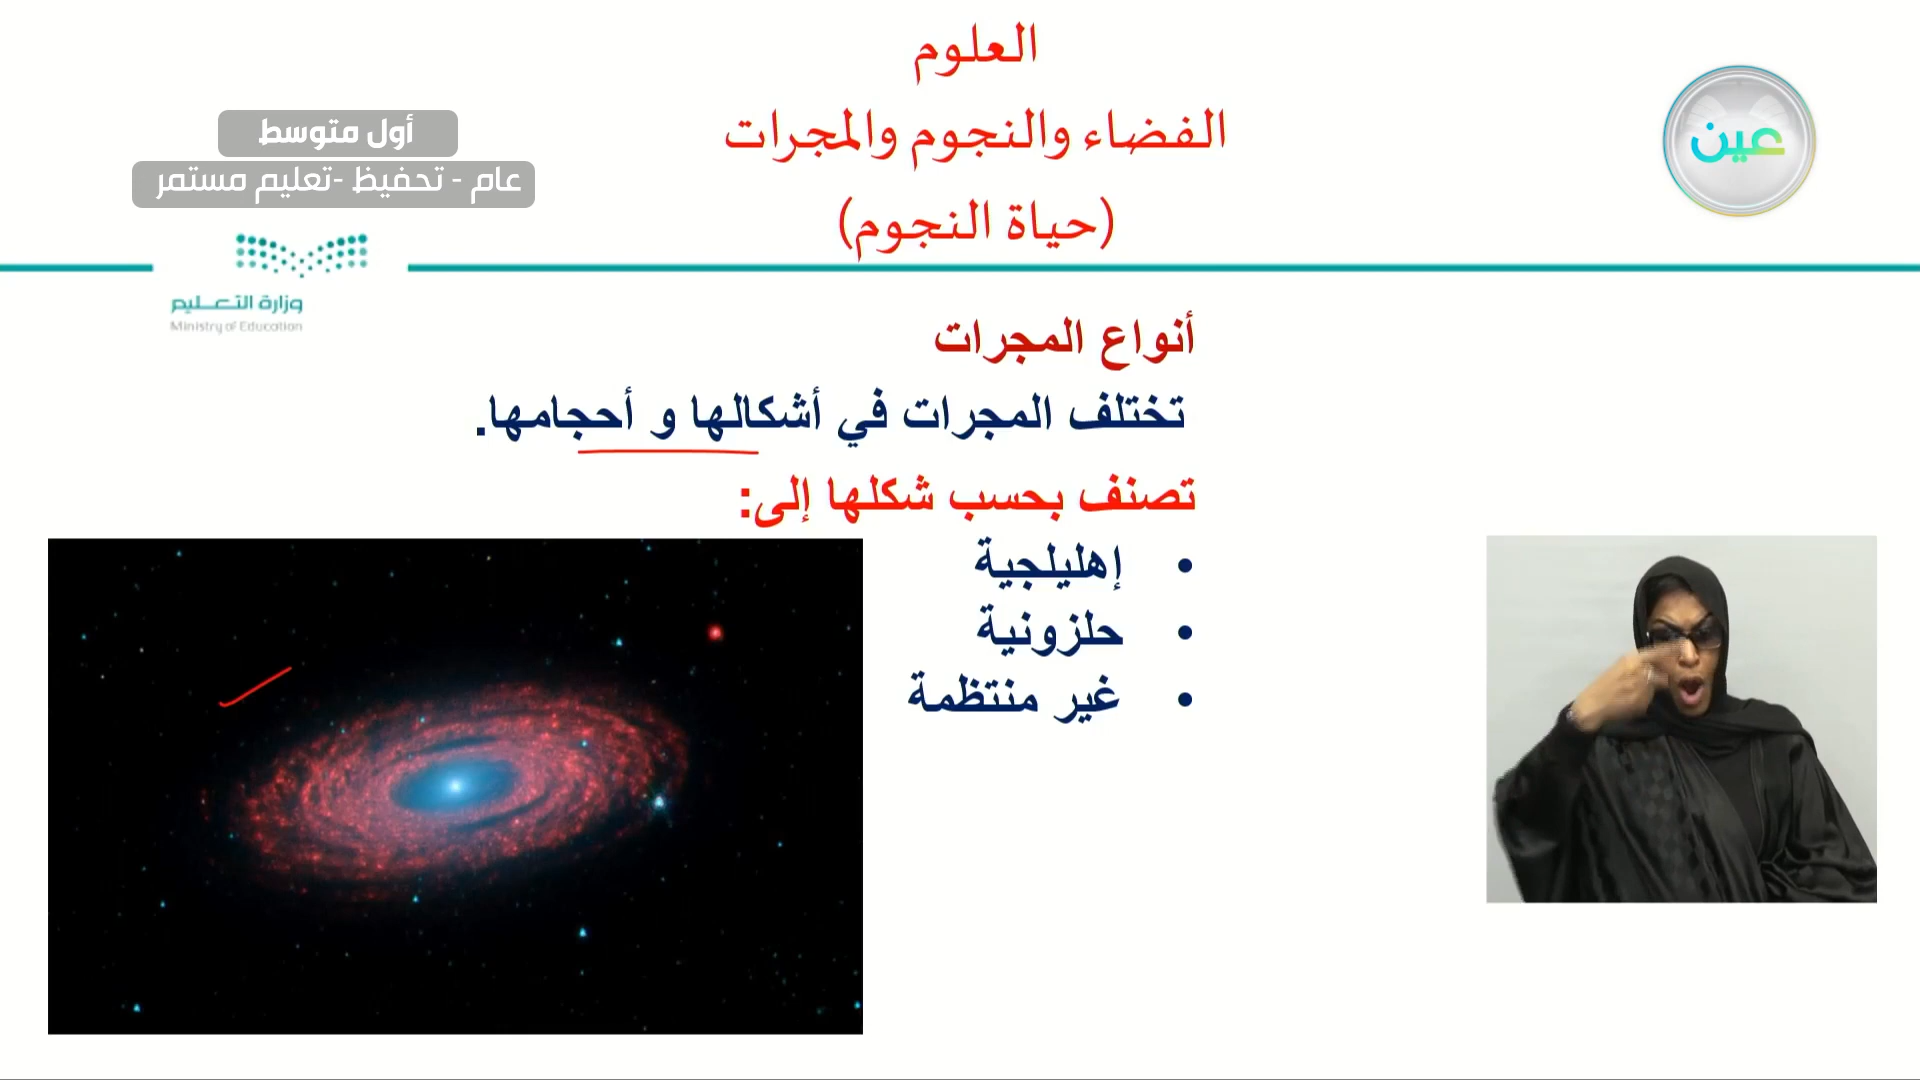 العلوم
الفضاء والنجوم والمجرات
(حياة النجوم)
عين
أول متوسط
عام - تحفيظ -تعليم مستمر
وزارة التعليم
Ministry of Education
أنواع المجرات
تختلف المجرات في أشكالها و أحجامها.
تصنف بحسب شكلها إلى:
• إهليلجية
• حلزونية
• غير منتظمة